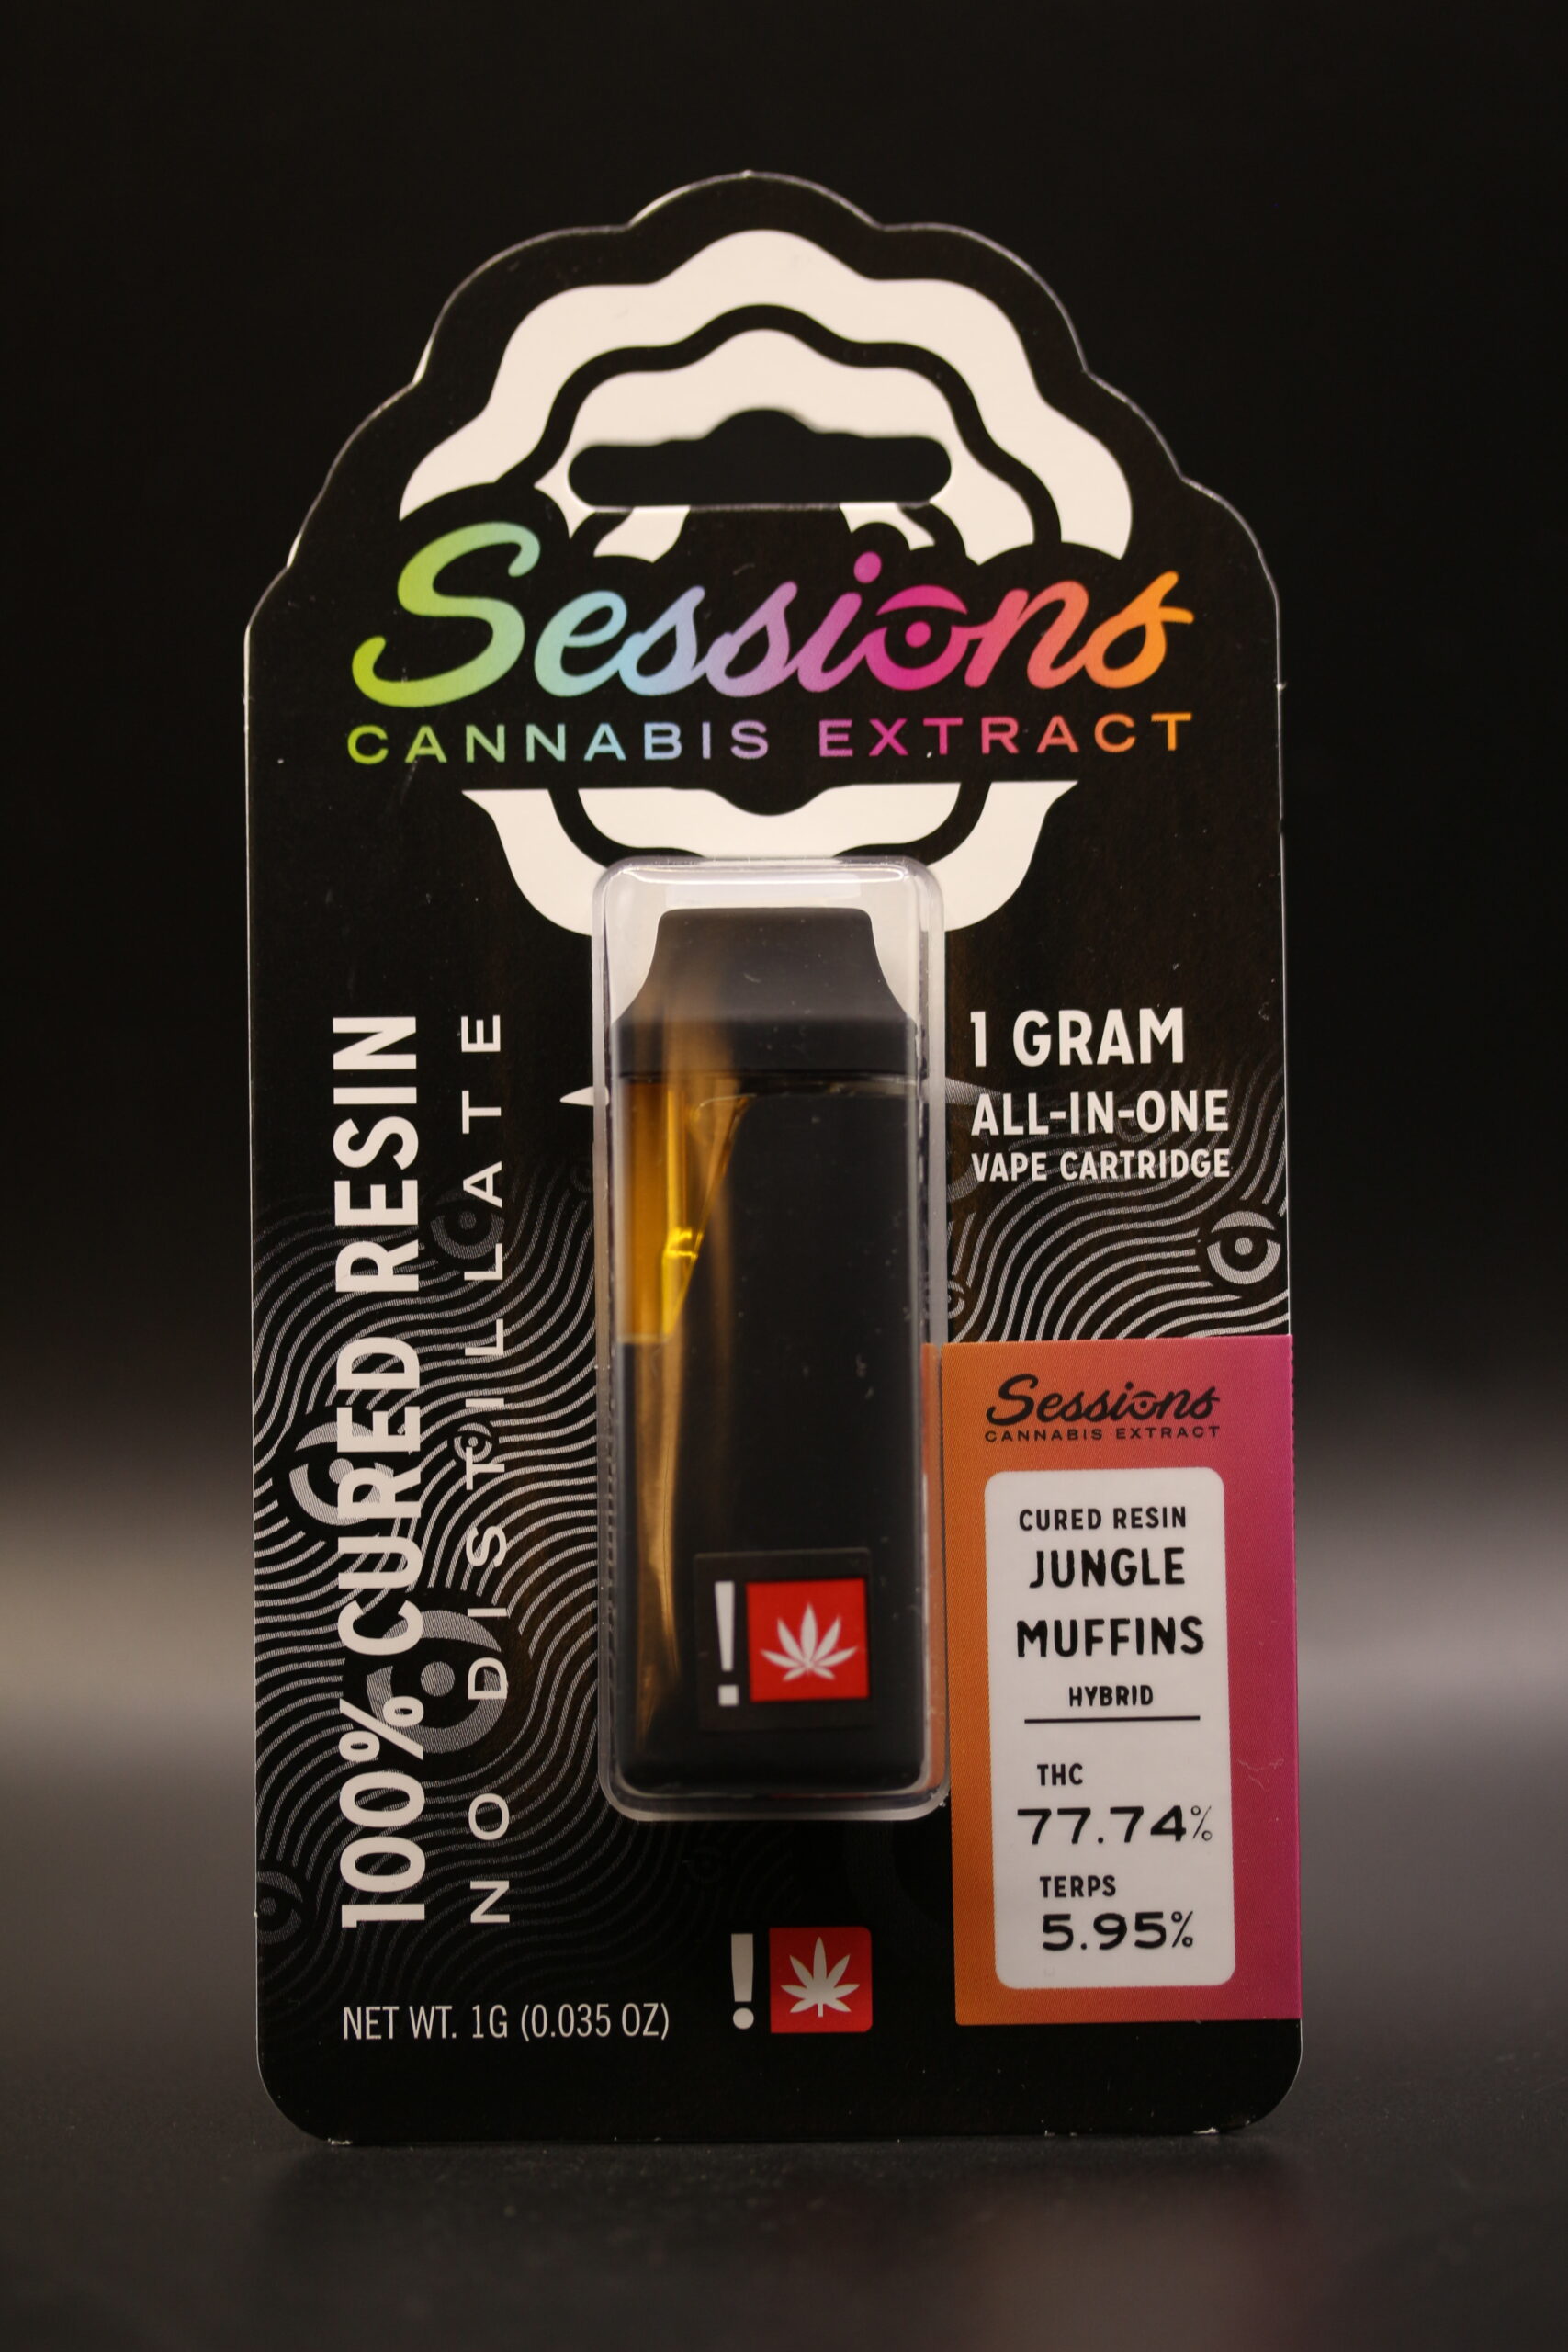 Sessions
CANNABIS EXTRACT
100% CURED RESIN
NO DISTILLATE
1 GRAM
ALL-IN-ONE
VAPE CARTRIDGE
!
Sessions
CANNABIS EXTRACT
CURED RESIN
JUNGLE
MUFFINS
HYBRID
THC
77.74%
TERPS
5.95%
NET WT. 1G (0.035 OZ)
!